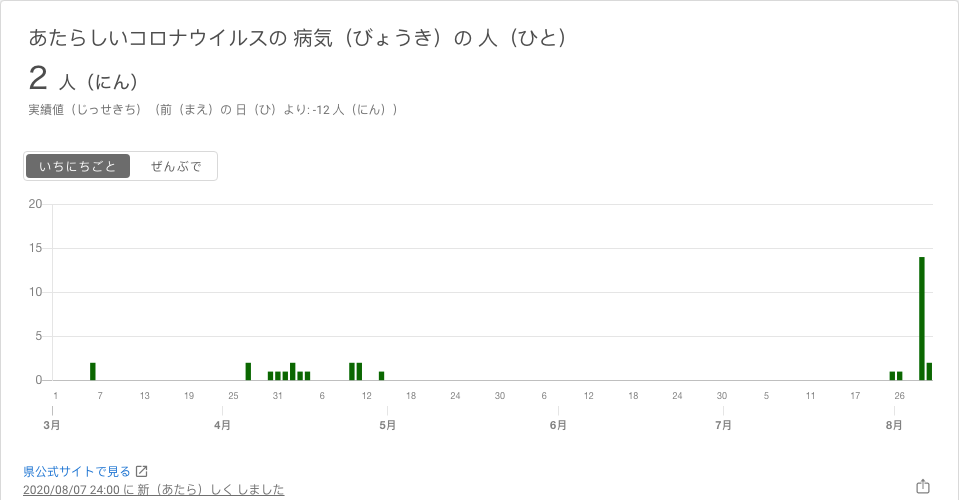 あたらしいコロナウイルスの 病気（びょうき）の 人（ひと）
2 人（にん）
実績値（じっせきち）（前（まえ）の 日（ひ）より: -12 人（にん））
いちにちごと ぜんぶで
20
15
10
5
0
1 7 13 19 25 31 6 12 18 24 30 6 12 18 24 30 5 11 17 26
3月 4月 5月 6月 7月 8月
県公式サイトで見る
2020/08/07 24:00 に 新（あたら）しく しました